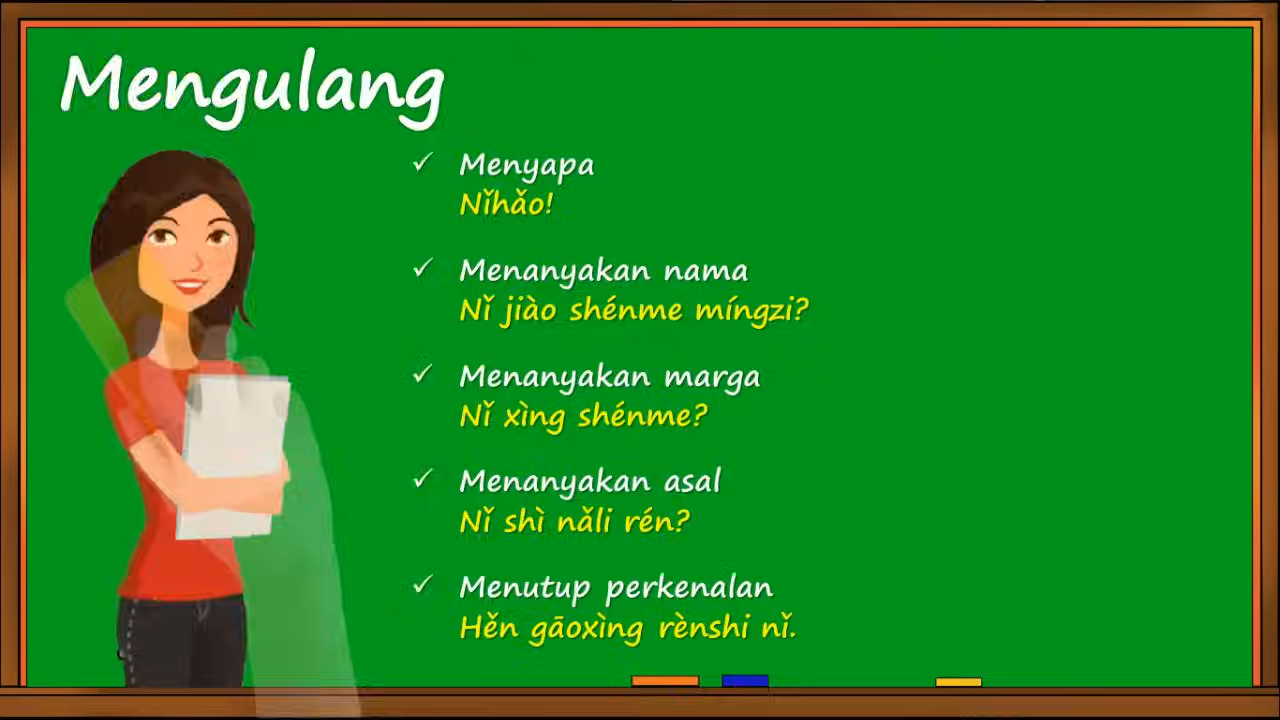 Mengulang
✓ Menyapa
Nǐhǎo!
✓ Menanyakan nama
Nǐ jiào shénme míngzi?
✓ Menanyakan marga
Nǐ xìng shénme?
✓ Menanyakan asal
Nǐ shì nǎli rén?
✓ Menutup perkenalan
Hěn gāoxìng rènshi nǐ.